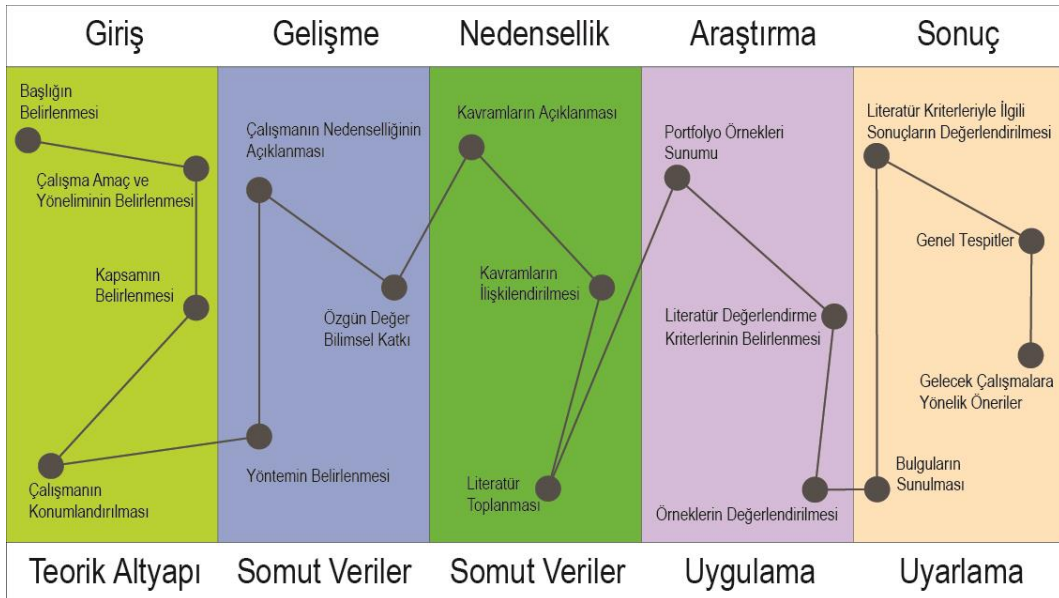 Giriş
Gelişme
Nedensellik
Araştırma
Sonuç
Başlığın
Belirlenmesi
Çalışma Amaç ve
Yöneliminin Belirlenmesi
Kapsamın
Belirlenmesi
Çalışmanın
Konumlandırılması
Çalışmanın Nedenselliğinin
Açıklanması
Özgün Değer
Bilimsel Katkı
Yöntemin Belirlenmesi
Kavramların Açıklanması
Kavramların
İlişkilendirilmesi
Literatür
Toplanması
Portfolyo Örnekleri
Sunumu
Literatür Değerlendirme
Kriterlerinin Belirlenmesi
Örneklerin Değerlendirilmesi
Literatür Kriterleriyle İlgili
Sonuçların Değerlendirilmesi
Genel Tespitler
Gelecek Çalışmalara
Yönelik Öneriler
Bulguların
Sunulması
Teorik Altyapı
Somut Veriler
Somut Veriler
Uygulama
Uyarlama